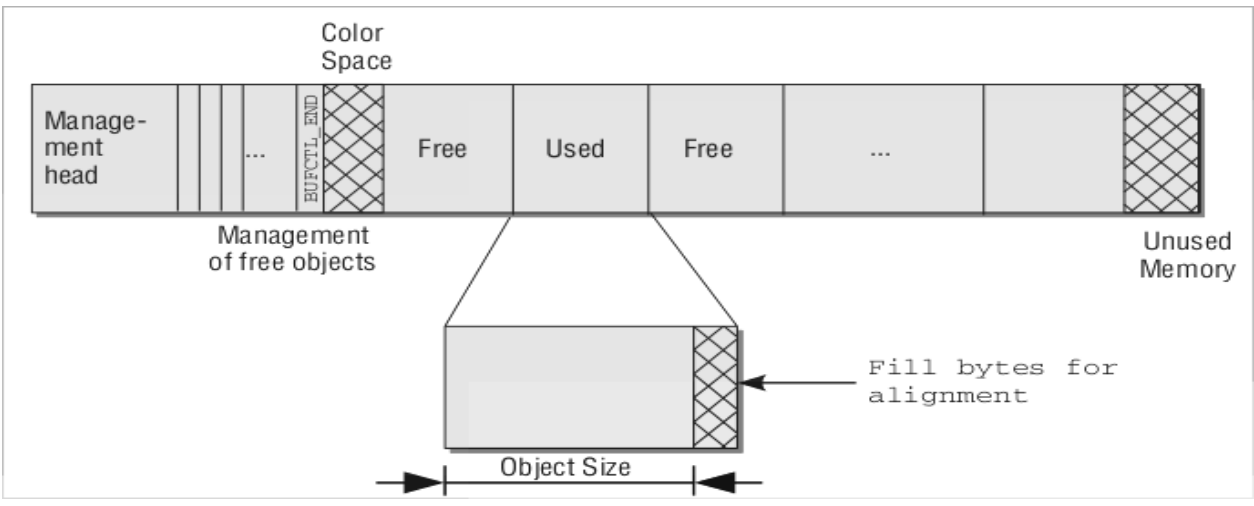 Color
Space
Manage-
ment
head
...
BUFCTL_END
Free
Used
Free
...
Management
of free objects
Unused
Memory
Fill bytes for
alignment
Object Size